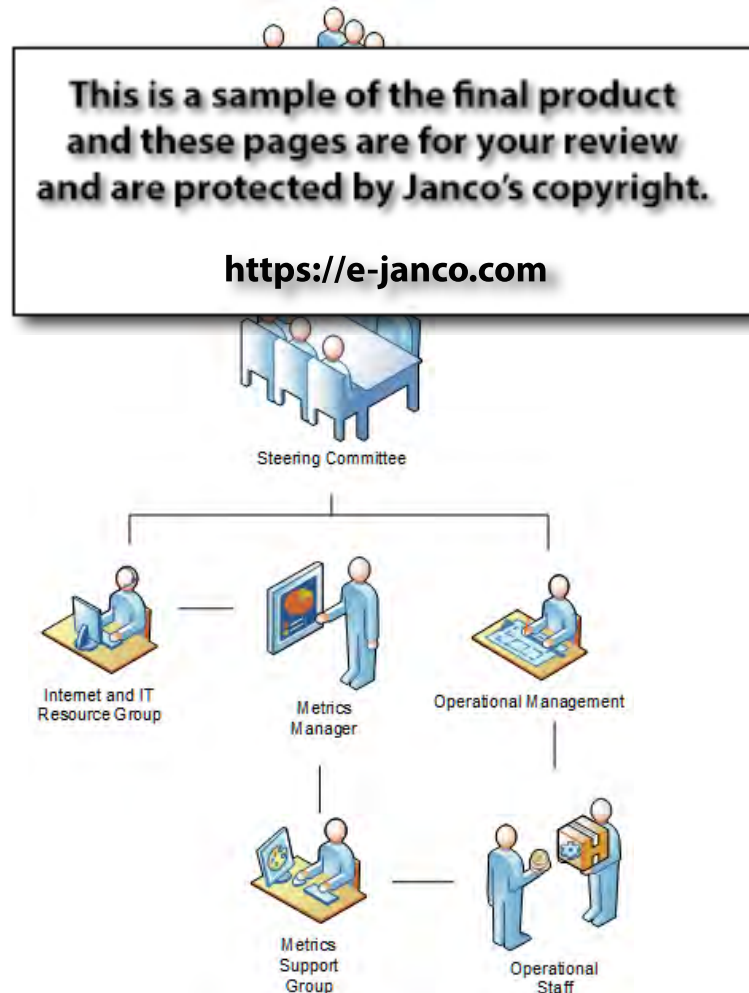 This is a sample of the final product
and these pages are for your review
and are protected by Janco's copyright.
https://e-janco.com
Steering Committee
Internet and IT
Resource Group
Metrics
Manager
Operational Management
Metrics
Support
Group
Operational
Staff